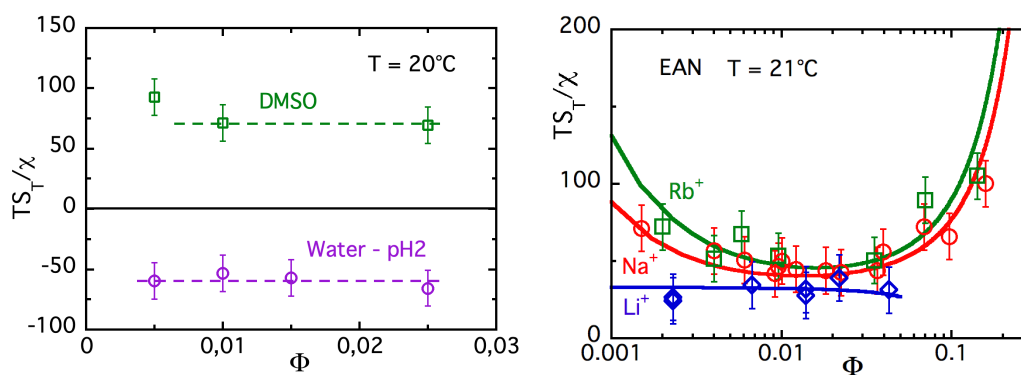 150
100
50
0
-50
-100
TS_T/χ
T = 20°C
DMSO
Water - pH2
0
0,01
0,02
0,03
Φ
200
100
0
TS_T/χ
EAN T = 21°C
Rb⁺
Na⁺
Li⁺
0.001
0.01
0.1
Φ